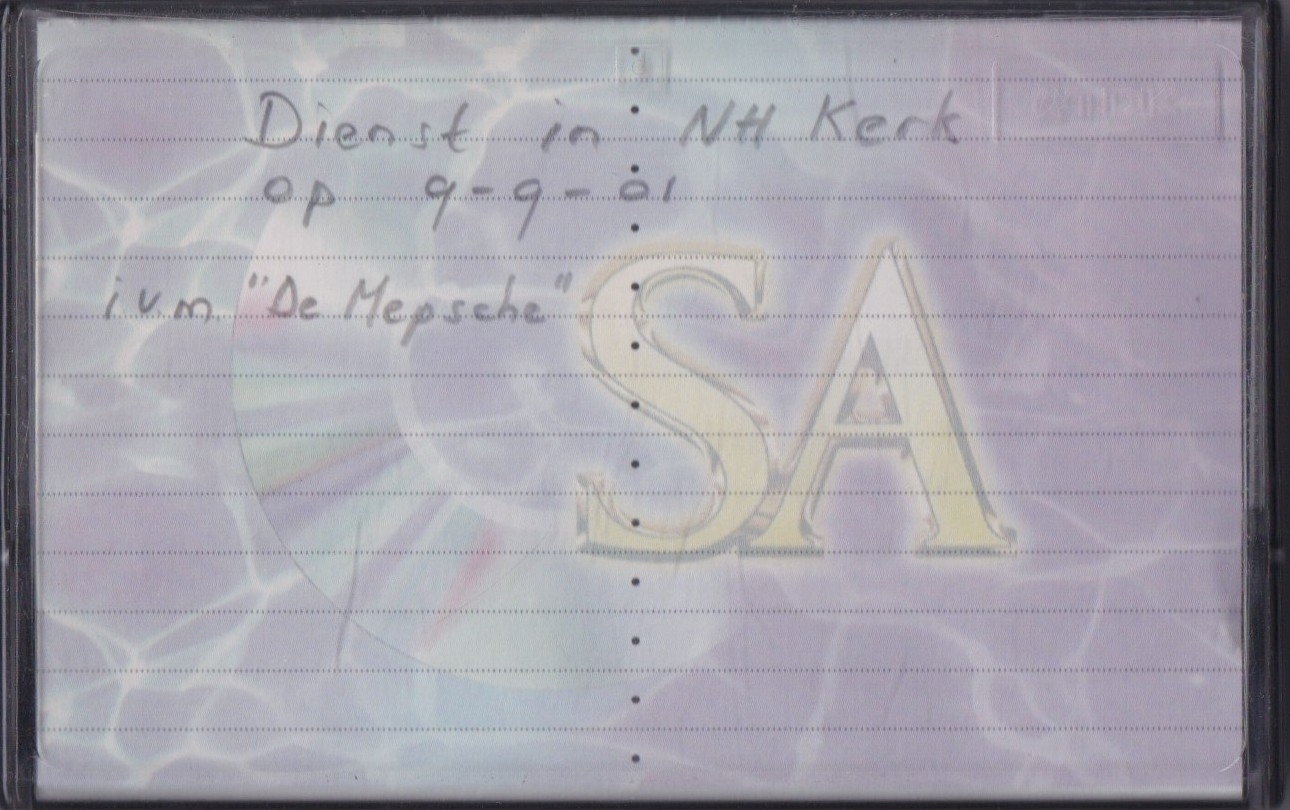 Dienst in NH Kerk
op 9-9-01
i.v.m. "De Mepsche"
SA